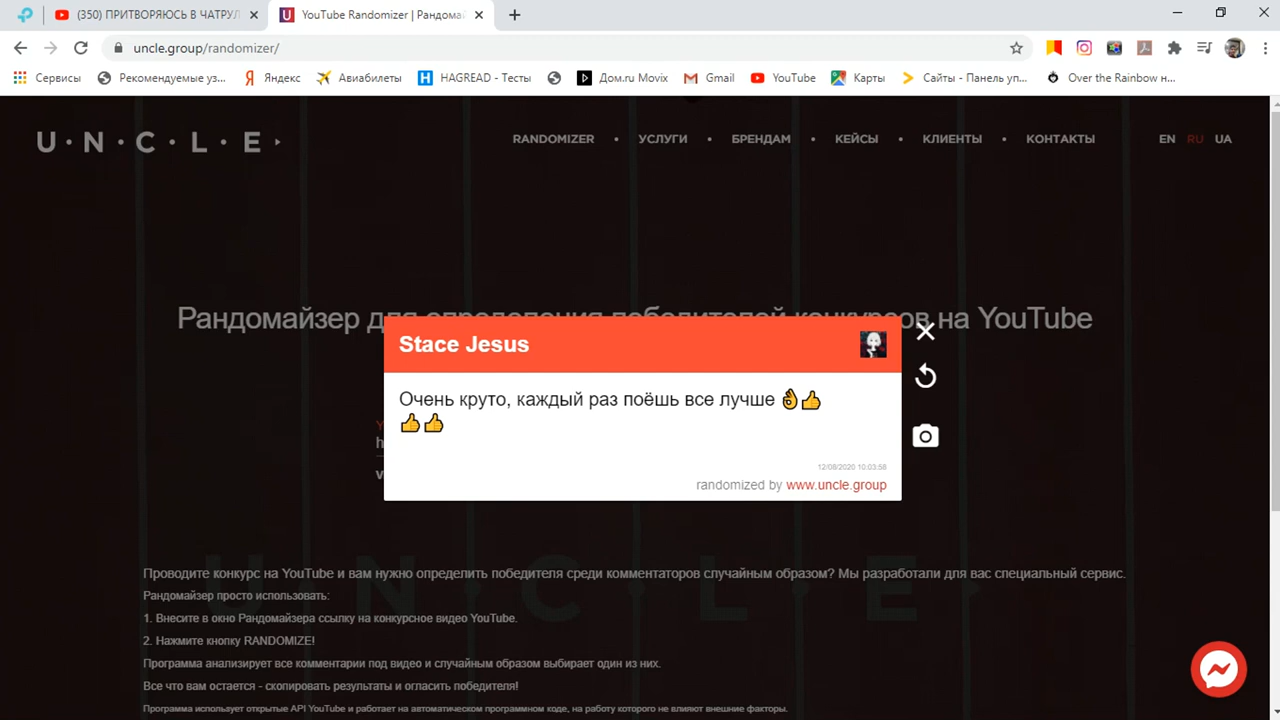 (350) ПРИТВОРЯЮСЬ В ЧАТРУЛ
YouTube Randomizer | Рандома
uncle.group/randomizer/
Сервисы
Рекомендуемые уз...
Яндекс
Авиабилеты
HAGREAD - Тесты
Дом.ru Movix
Gmail
YouTube
Карты
Сайты - Панель уп...
Over the Rainbow н...
U·N·C·L·E
RANDOMIZER • УСЛУГИ • БРЕНДАМ • КЕЙСЫ • КЛИЕНТЫ • КОНТАКТЫ
EN RU UA
Рандомайзер для определения победителей конкурсов на YouTube
Stace Jesus
Очень круто, каждый раз поёшь все лучше 👌👍
👍👍
12/08/2020 10:03:58
randomized by www.uncle.group
U N C L E
Проводите конкурс на YouTube и вам нужно определить победителя среди комментаторов случайным образом? Мы разработали для вас специальный сервис.
Рандомайзер просто использовать:
1. Внесите в окно Рандомайзера ссылку на конкурсное видео YouTube.
2. Нажмите кнопку RANDOMIZE!
Программа анализирует все комментарии под видео и случайным образом выбирает один из них.
Все что вам остается - скопировать результаты и огласить победителя!
Программа использует открытые API YouTube и работает на автоматическом программном коде, на работу которого не влияют внешние факторы.